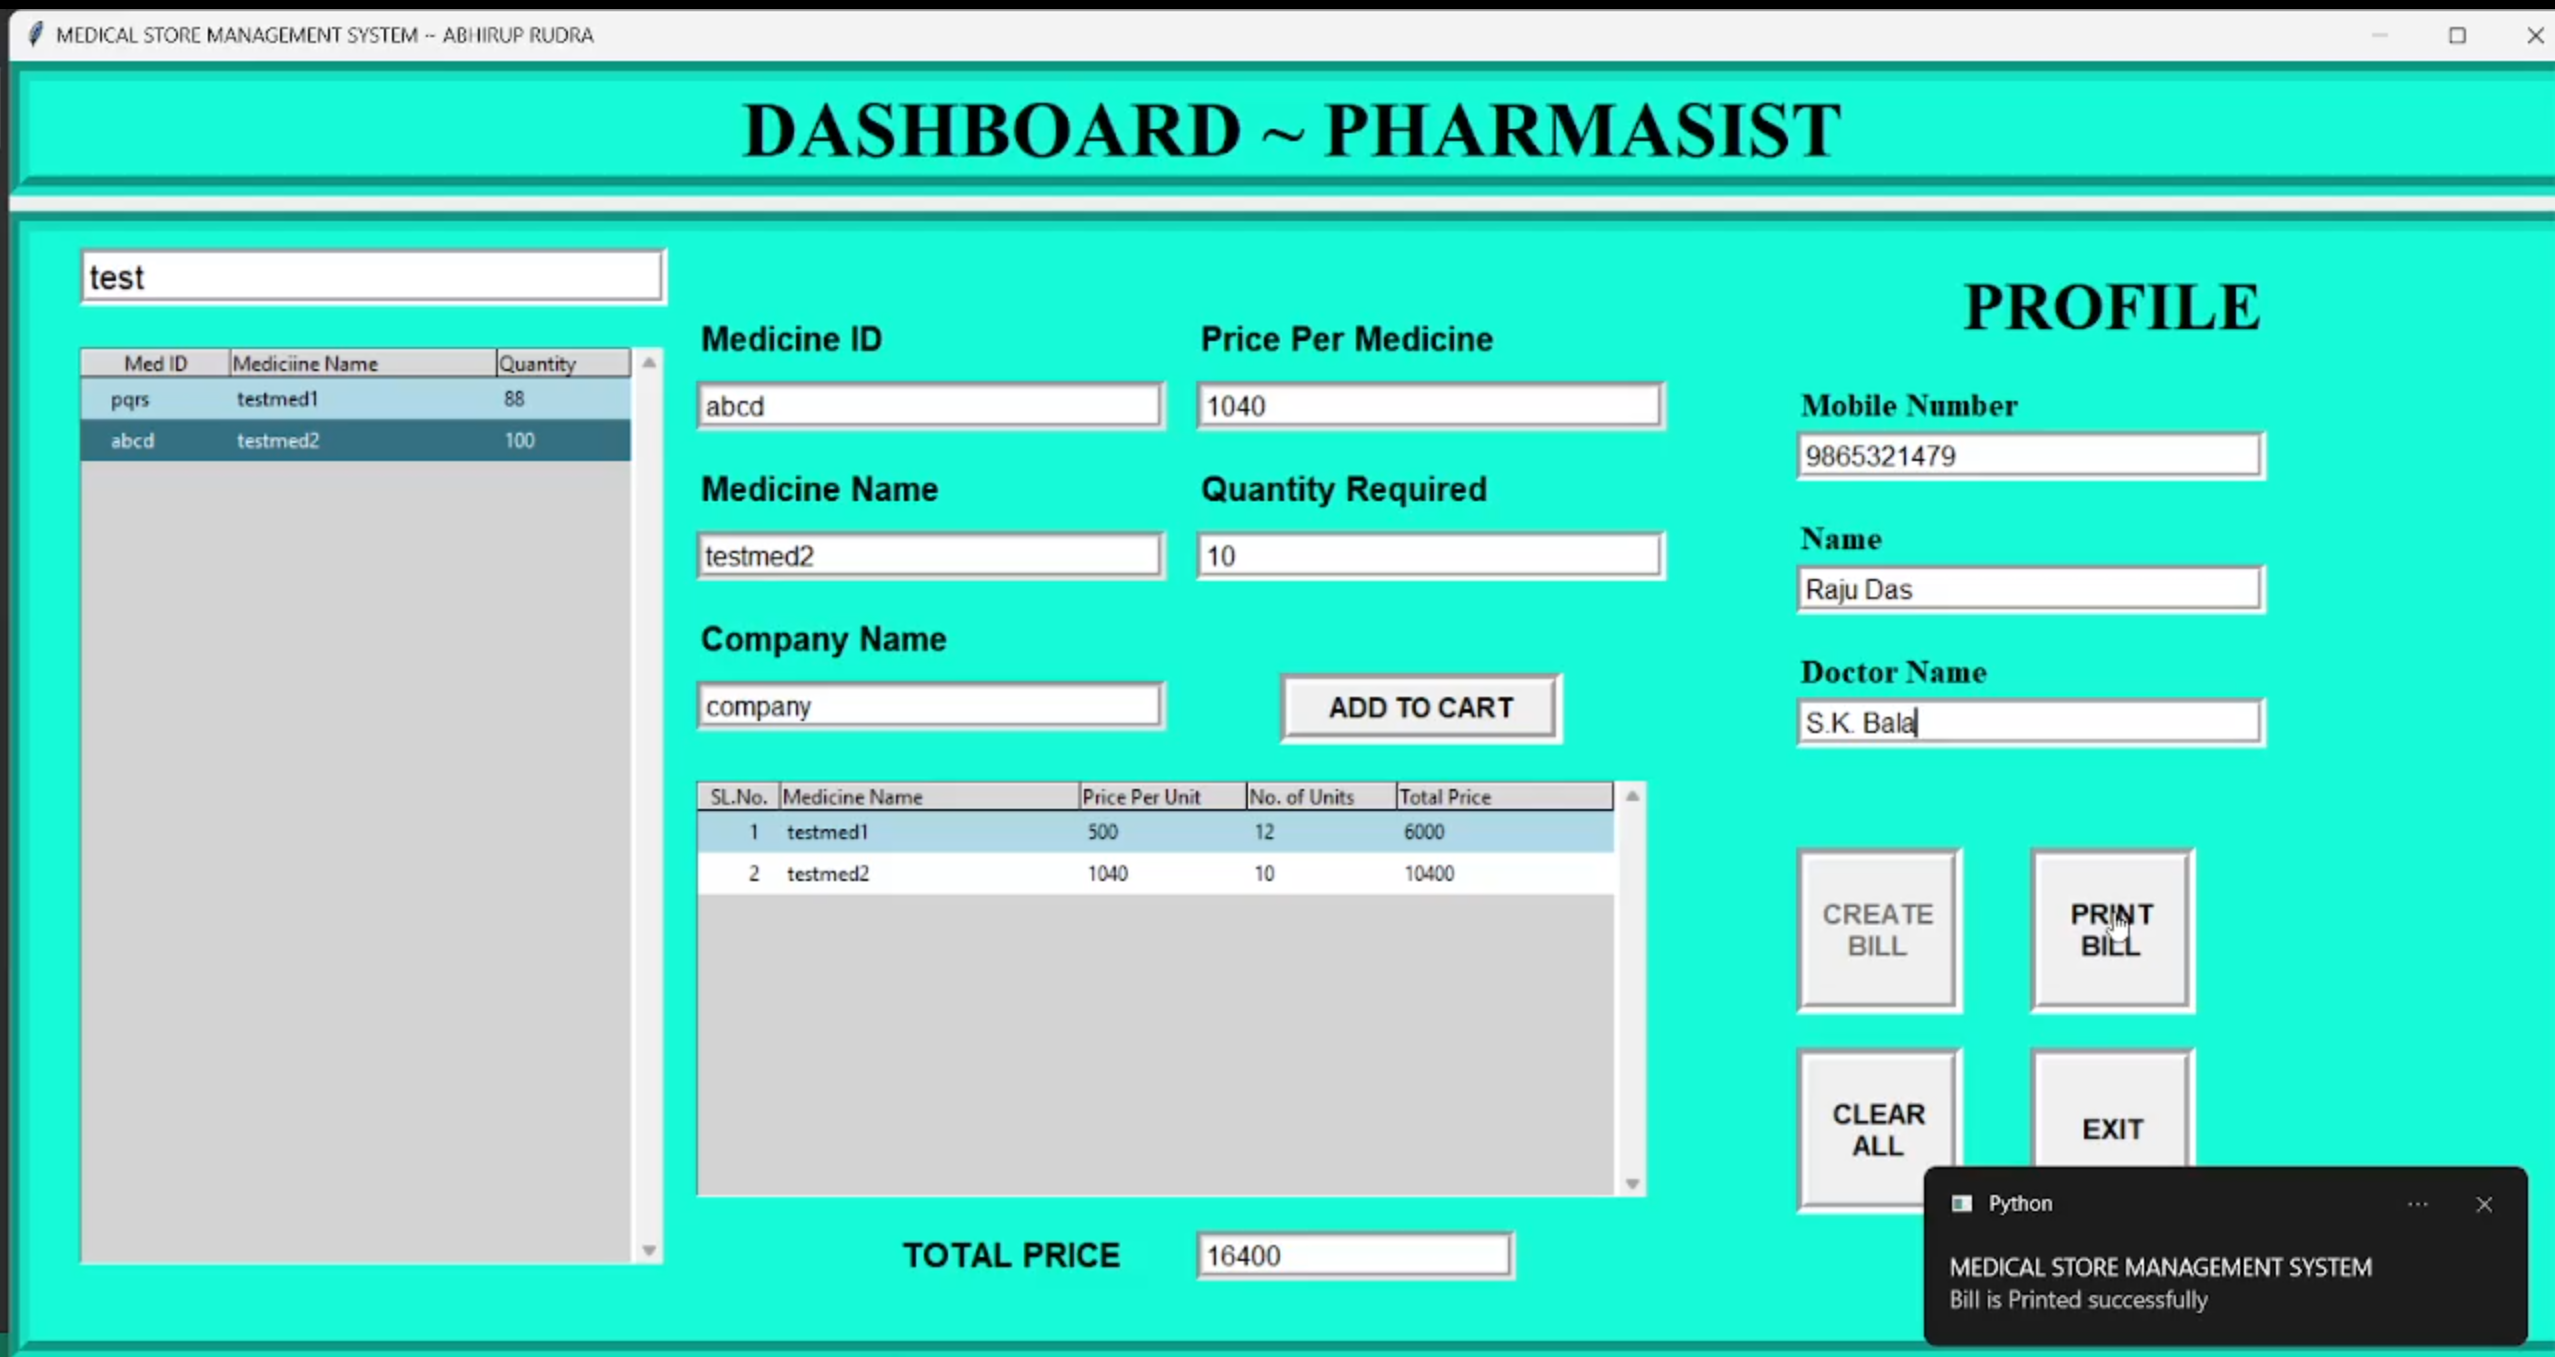 MEDICAL STORE MANAGEMENT SYSTEM -- ABHIRUP RUDRA
DASHBOARD ~ PHARMASIST
test
Med ID Mediciine Name Quantity
pqrs testmed1 88
abcd testmed2 100
Medicine ID Price Per Medicine
abcd 1040
Medicine Name Quantity Required
testmed2 10
Company Name
company
ADD TO CART
SL.No. Medicine Name Price Per Unit No. of Units Total Price
1 testmed1 500 12 6000
2 testmed2 1040 10 10400
TOTAL PRICE 16400
PROFILE
Mobile Number
9865321479
Name
Raju Das
Doctor Name
S.K. Bala
CREATE
BILL
PRINT
BILL
CLEAR
ALL
EXIT
Python
MEDICAL STORE MANAGEMENT SYSTEM
Bill is Printed successfully